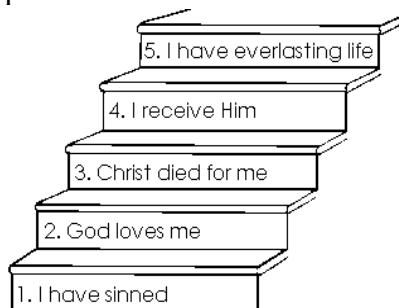 5. I have everlasting life
4. I receive Him
3. Christ died for me
2. God loves me
1. I have sinned